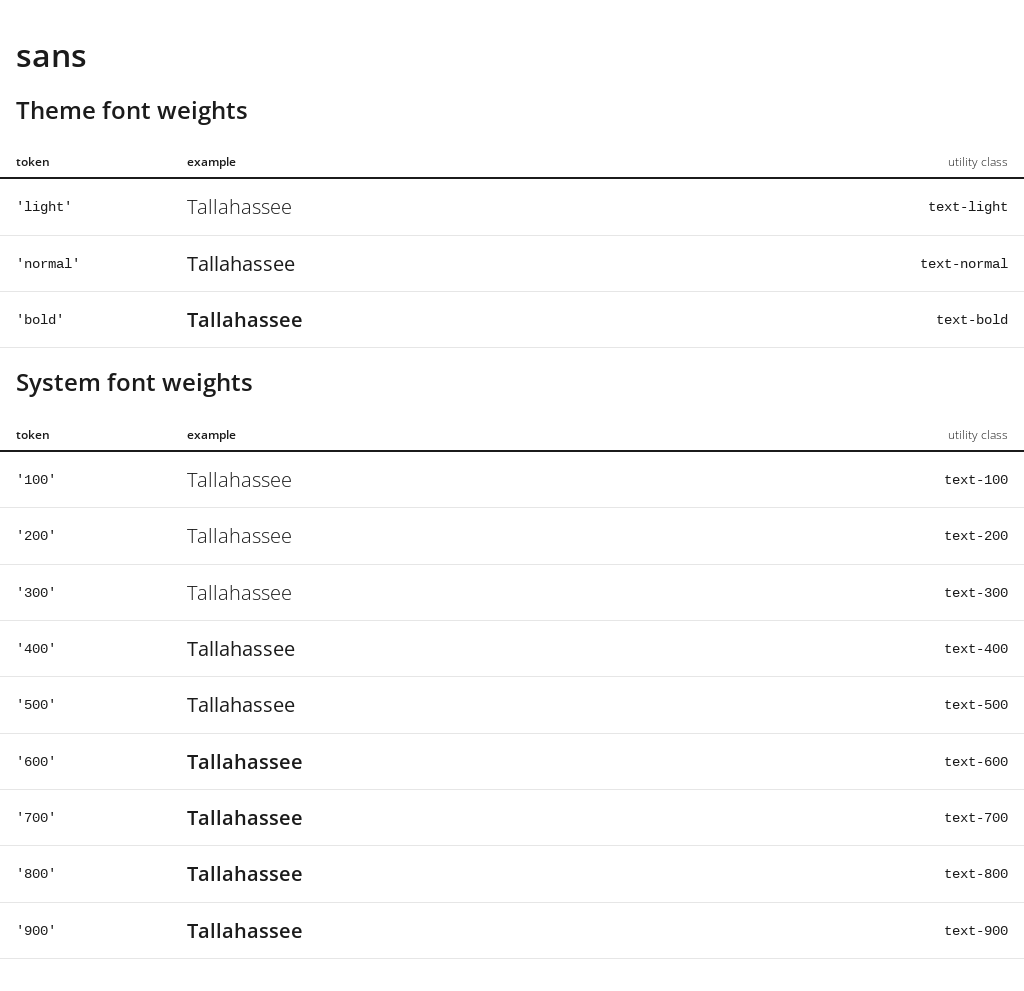 sans
Theme font weights
token example utility class
'light' Tallahassee text-light
'normal' Tallahassee text-normal
'bold' Tallahassee text-bold
System font weights
token example utility class
'100' Tallahassee text-100
'200' Tallahassee text-200
'300' Tallahassee text-300
'400' Tallahassee text-400
'500' Tallahassee text-500
'600' Tallahassee text-600
'700' Tallahassee text-700
'800' Tallahassee text-800
'900' Tallahassee text-900